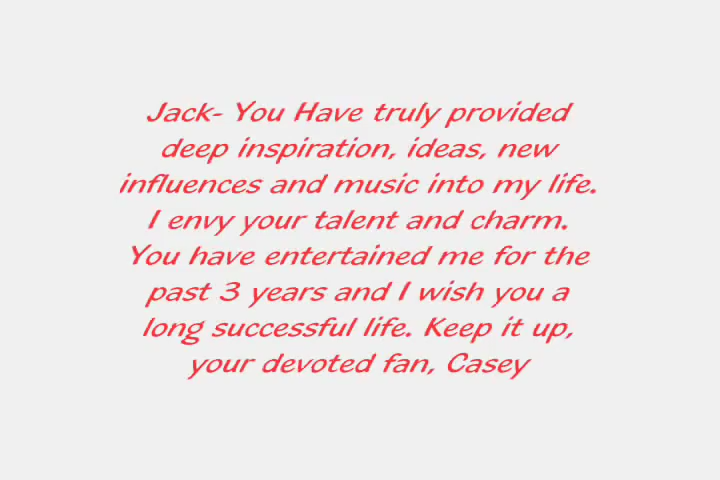 Jack- You Have truly provided
deep inspiration, ideas, new
influences and music into my life.
I envy your talent and charm.
You have entertained me for the
past 3 years and I wish you a
long successful life. Keep it up,
your devoted fan, Casey